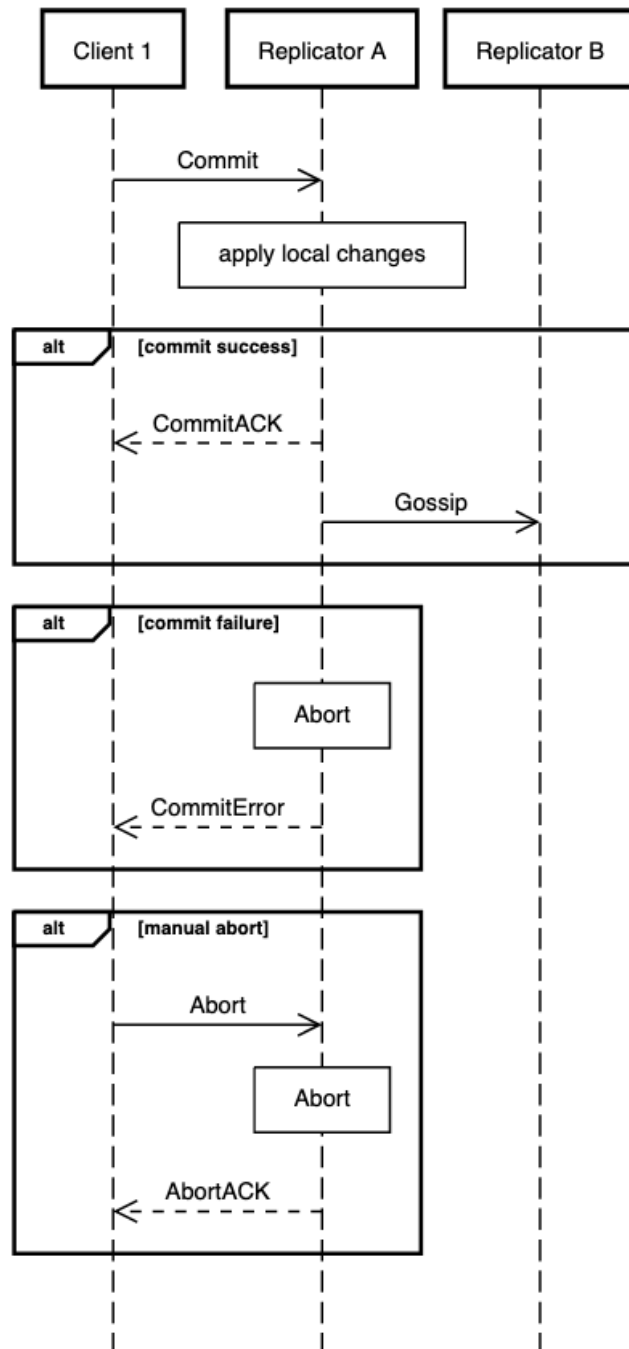 Client 1
Replicator A
Replicator B
Commit
apply local changes
alt
[commit success]
CommitACK
Gossip
alt
[commit failure]
Abort
CommitError
alt
[manual abort]
Abort
Abort
AbortACK